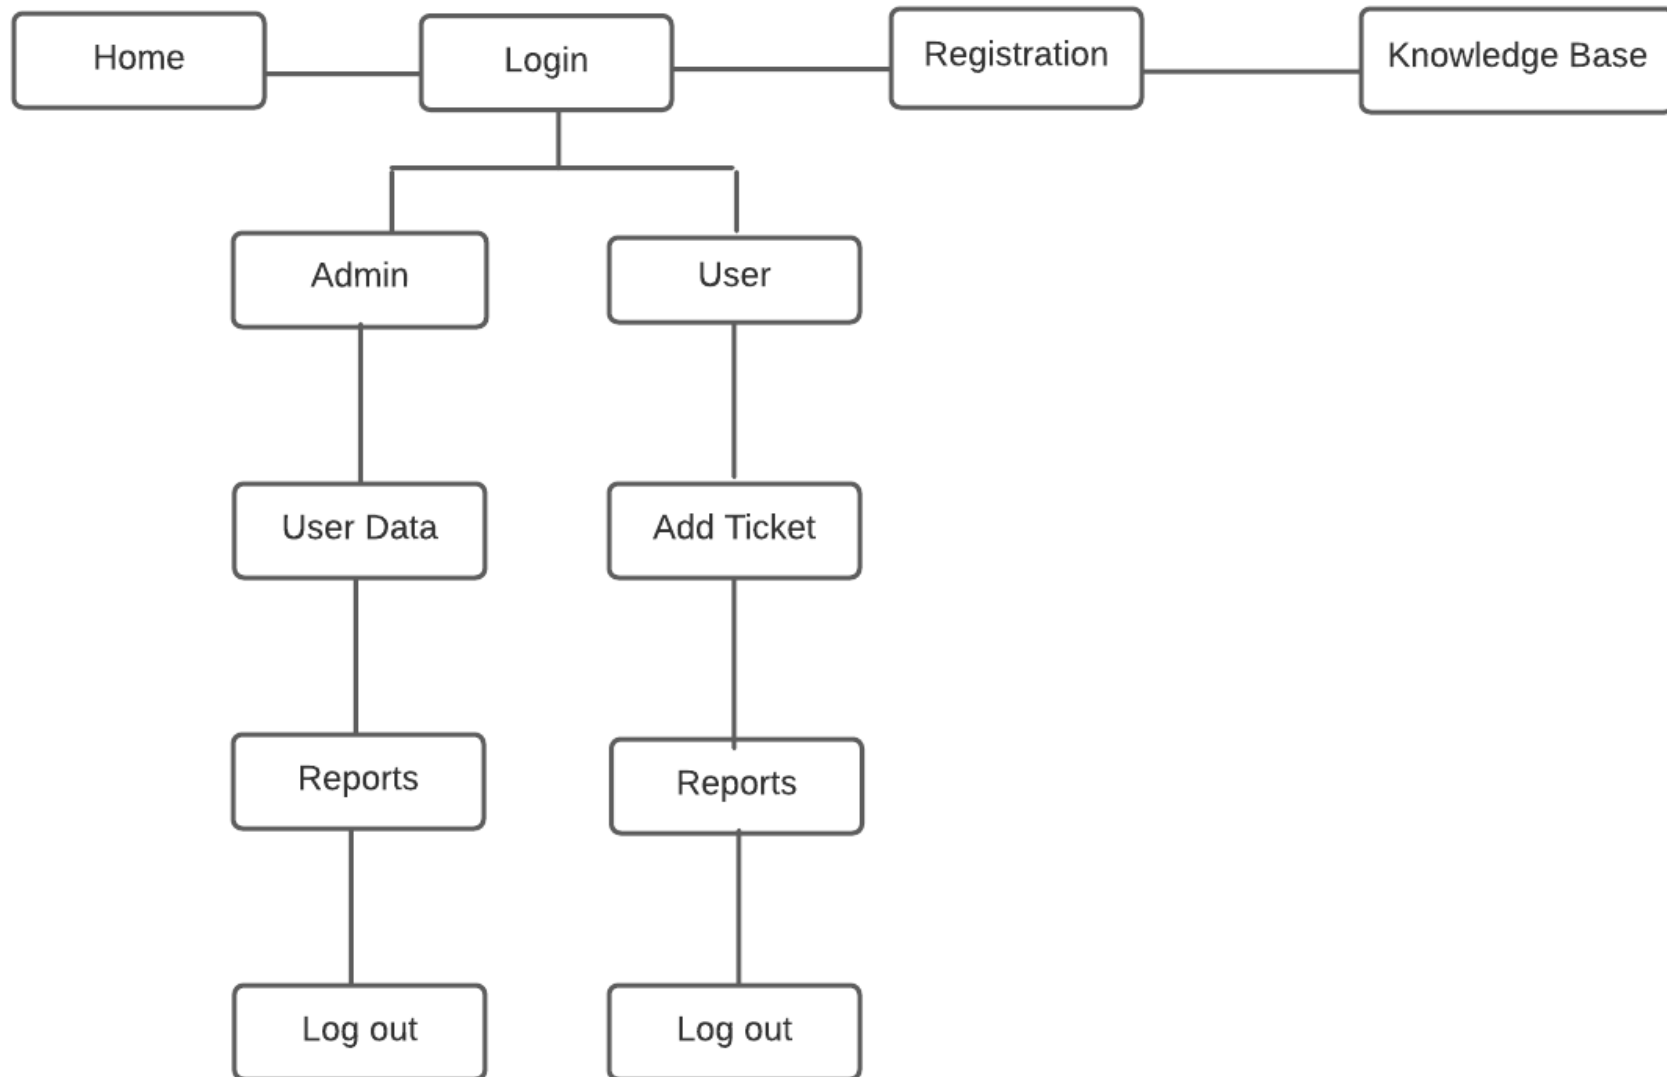 Home
Login
Registration
Knowledge Base
Admin
User
User Data
Add Ticket
Reports
Reports
Log out
Log out